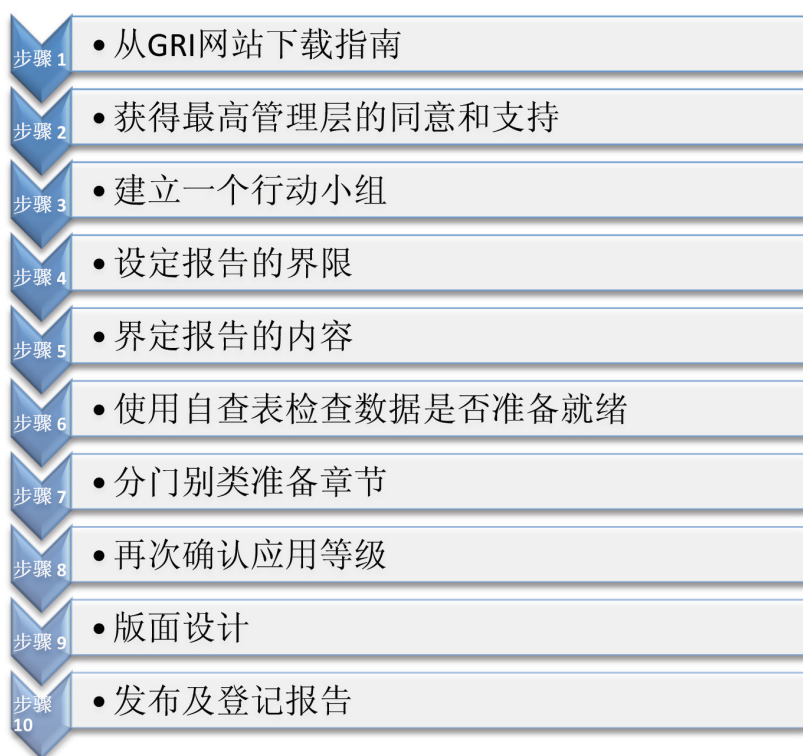 步骤 1
• 从GRI网站下载指南
步骤 2
• 获得最高管理层的同意和支持
步骤 3
• 建立一个行动小组
步骤 4
• 设定报告的界限
步骤 5
• 界定报告的内容
步骤 6
• 使用自查表检查数据是否准备就绪
步骤 7
• 分门别类准备章节
步骤 8
• 再次确认应用等级
步骤 9
• 版面设计
步骤
10
• 发布及登记报告